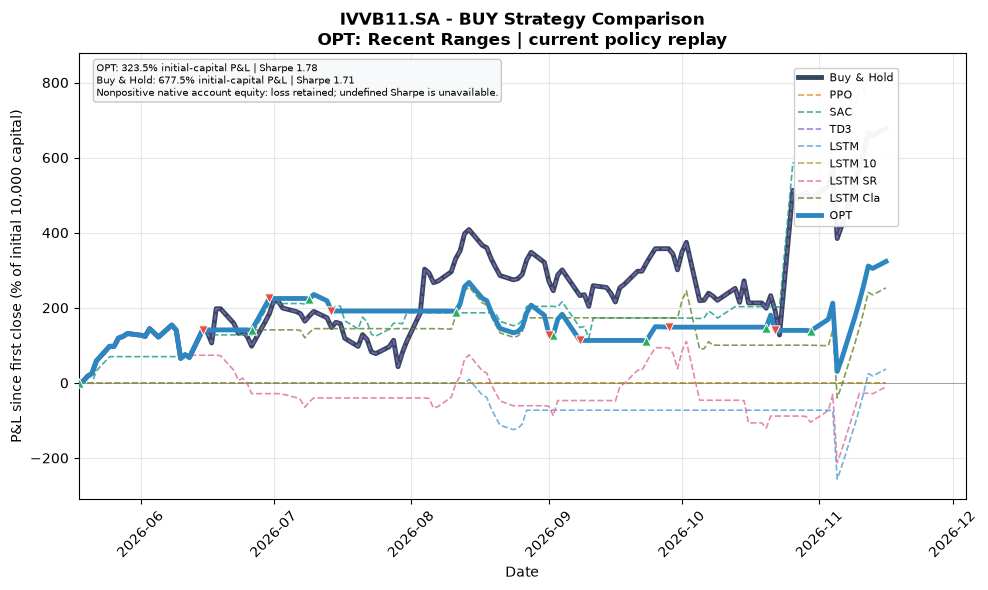 IVVB11.SA - BUY Strategy Comparison
OPT: Recent Ranges | current policy replay
OPT: 323.5% initial-capital P&L | Sharpe 1.78
Buy & Hold: 677.5% initial-capital P&L | Sharpe 1.71
Nonpositive native account equity: loss retained; undefined Sharpe is unavailable.
Buy & Hold
PPO
SAC
TD3
LSTM
LSTM 10
LSTM SR
LSTM Cla
OPT
P&L since first close (% of initial 10,000 capital)
800
600
400
200
0
−200
2026-06
2026-07
2026-08
2026-09
2026-10
2026-11
2026-12
Date